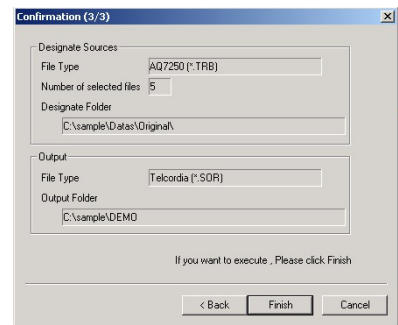 Confirmation (3/3)
Designate Sources
File Type AQ7250 (*.TRB)
Number of selected files 5
Designate Folder
C:\sample\Datas\Original\
Output
File Type Telcordia (*.SOR)
Output Folder
C:\sample\DEMO
If you want to execute , Please click Finish
< Back Finish Cancel